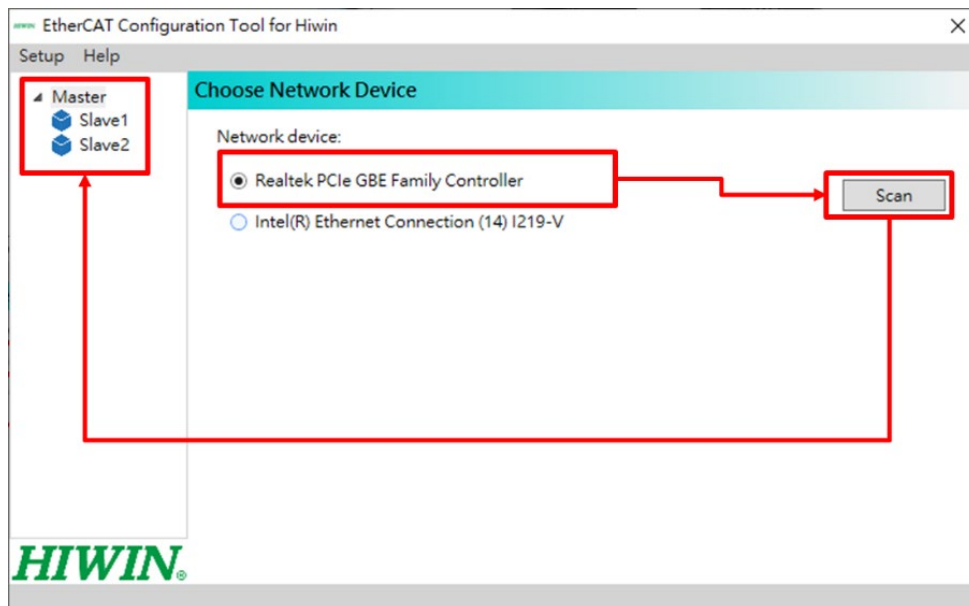 HIWIN EtherCAT Configuration Tool for Hiwin
Setup Help
Master
Slave1
Slave2
Choose Network Device
Network device:
Realtek PCIe GBE Family Controller
Scan
Intel(R) Ethernet Connection (14) I219-V
HIWIN®